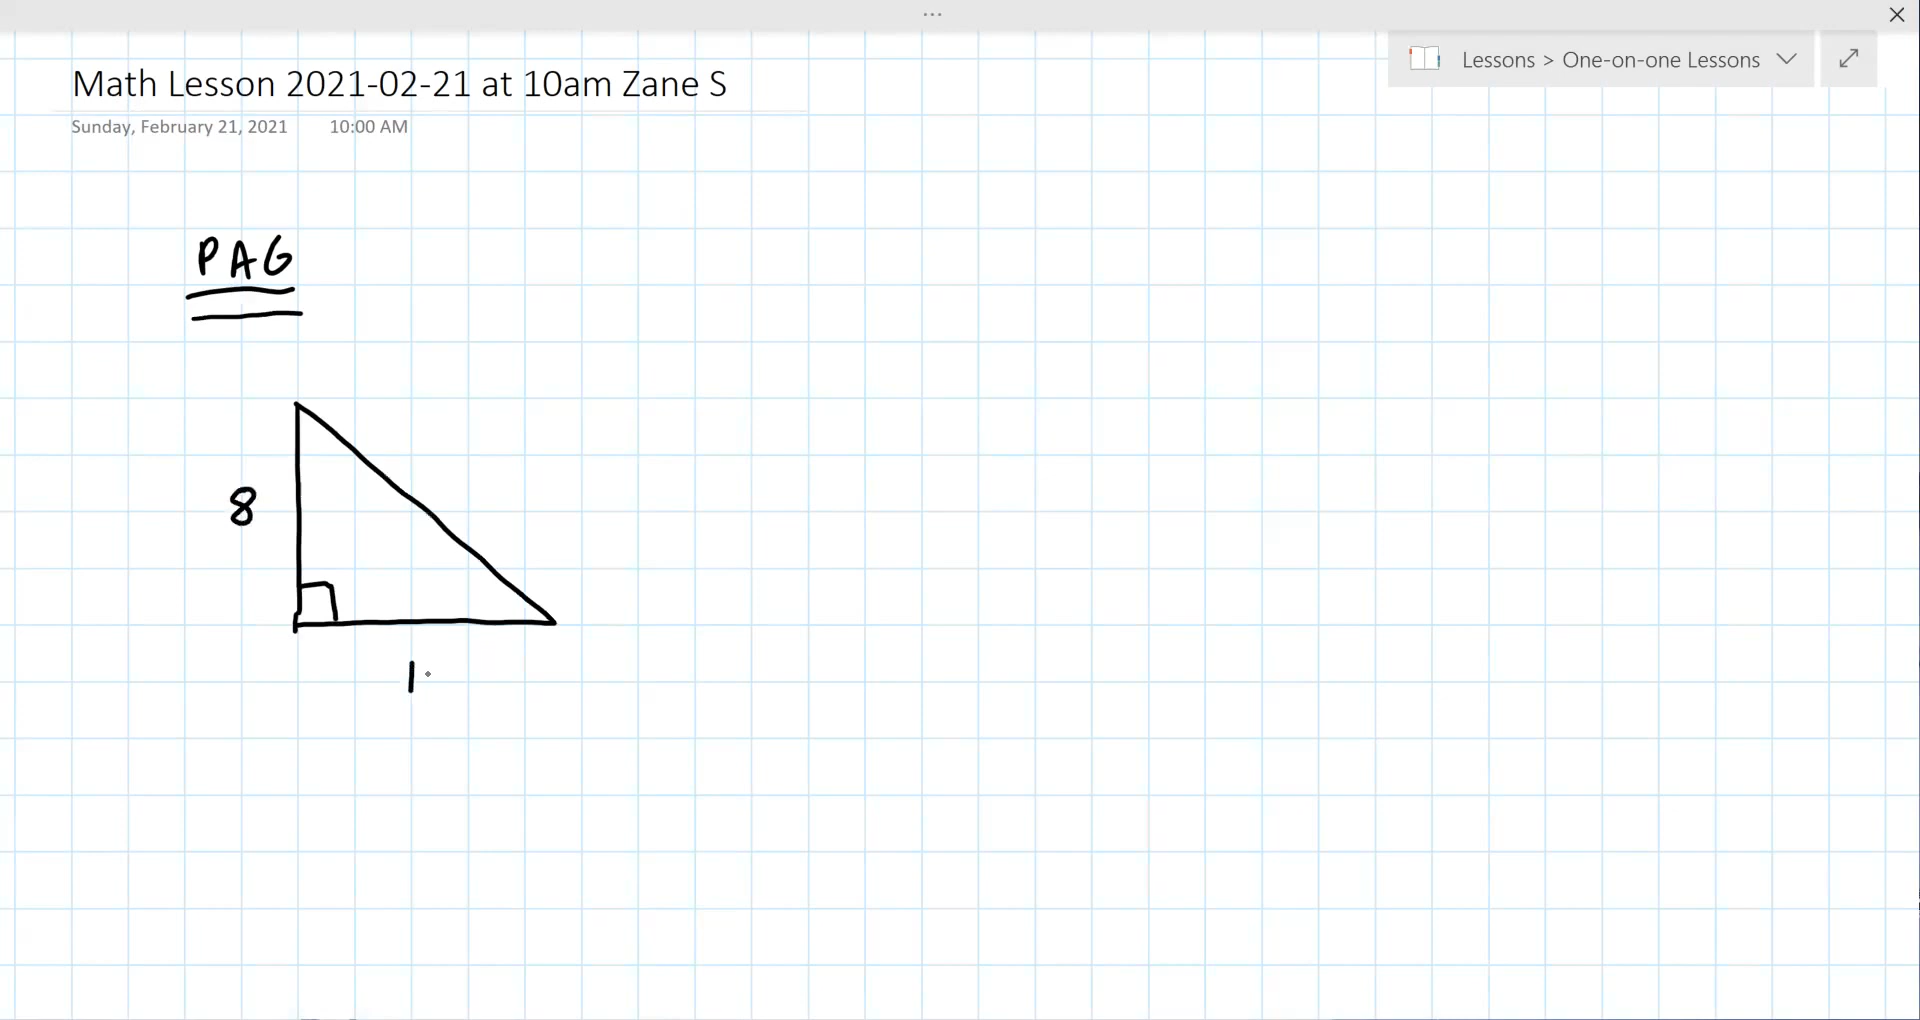 Lessons > One-on-one Lessons
Math Lesson 2021-02-21 at 10am Zane S
Sunday, February 21, 2021 10:00 AM
PAG
8
1